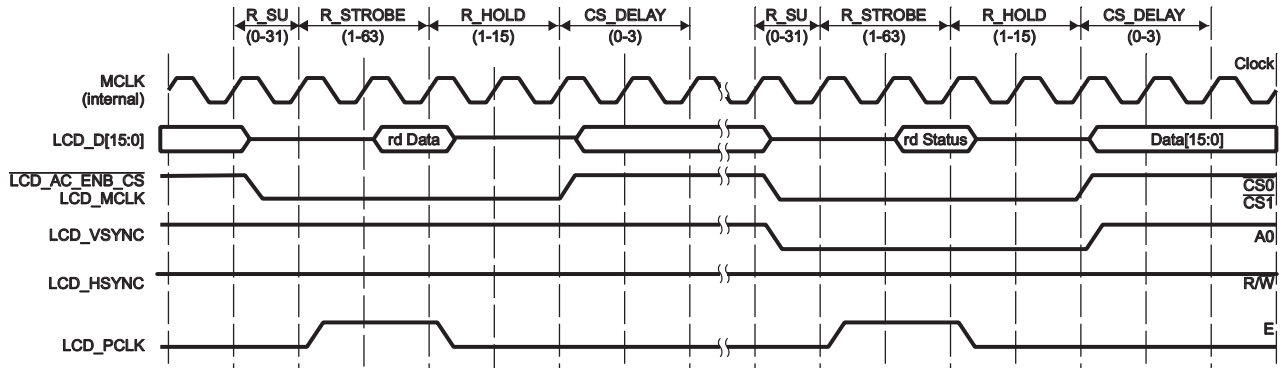 R_SU R_STROBE R_HOLD CS_DELAY R_SU R_STROBE R_HOLD CS_DELAY
(0-31) (1-63) (1-15) (0-3) (0-31) (1-63) (1-15) (0-3)
MCLK
(internal)
Clock
LCD_D[15:0] rd Data rd Status Data[15:0]
LCD_AC_ENB_CS
LCD_MCLK
CS0
CS1
LCD_VSYNC A0
LCD_HSYNC R/W
LCD_PCLK E